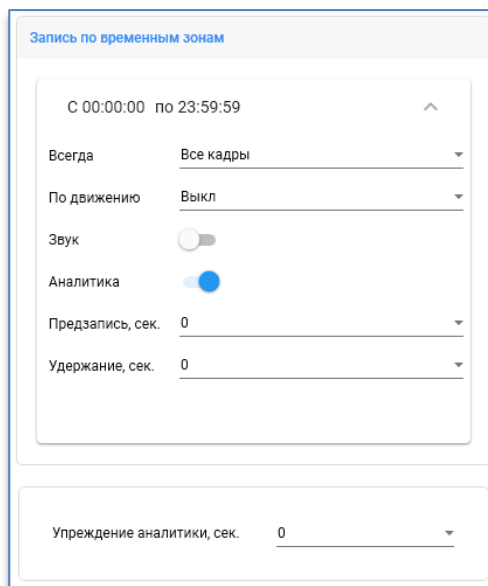 Запись по временным зонам
С 00:00:00 по 23:59:59
Всегда Все кадры
По движению Выкл
Звук
Аналитика
Предзапись, сек. 0
Удержание, сек. 0
Упреждение аналитики, сек. 0